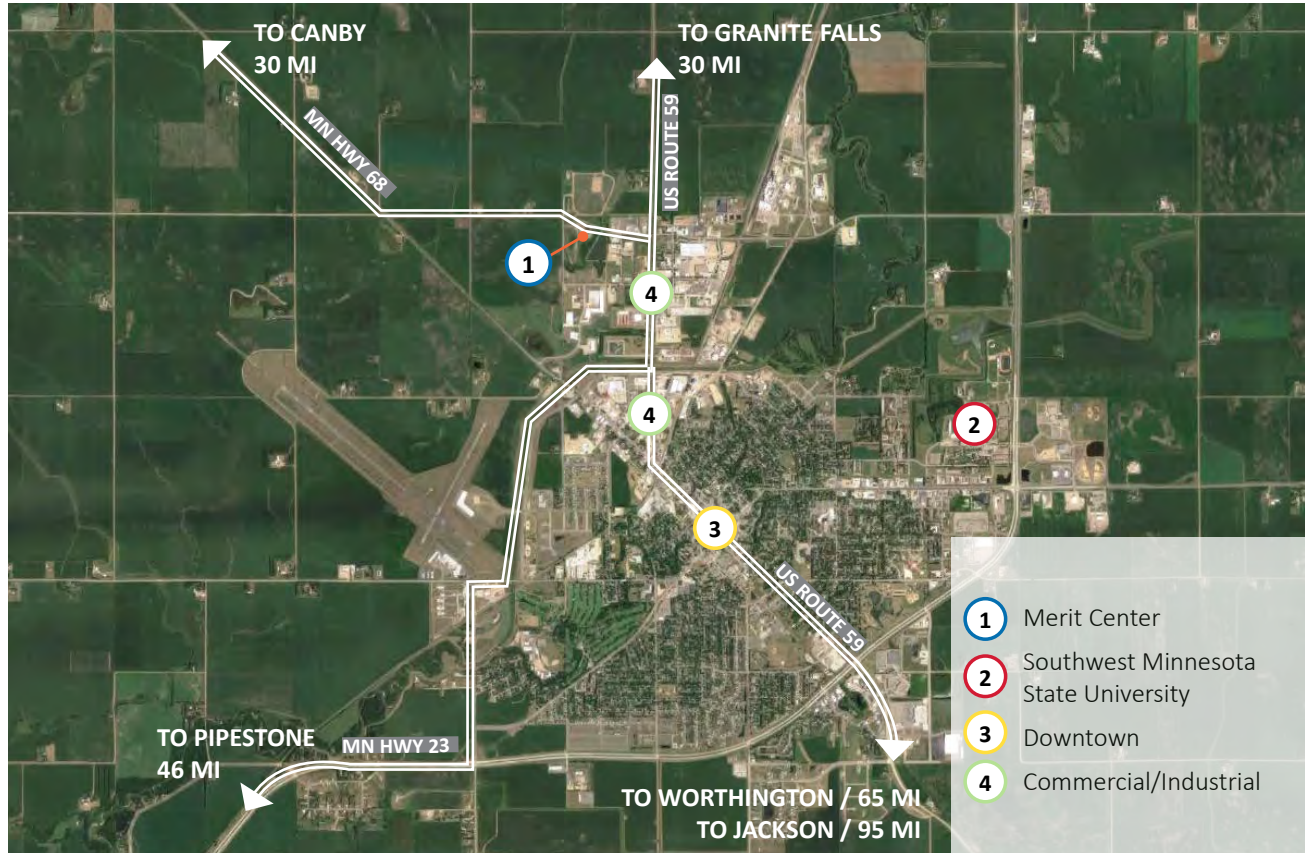 TO CANBY
30 MI
TO GRANITE FALLS
30 MI
MN HWY 68
US ROUTE 59
1
4
4
2
3
US ROUTE 59
TO PIPESTONE
46 MI
MN HWY 23
TO WORTHINGTON / 65 MI
TO JACKSON / 95 MI
1 Merit Center
2 Southwest Minnesota
State University
3 Downtown
4 Commercial/Industrial